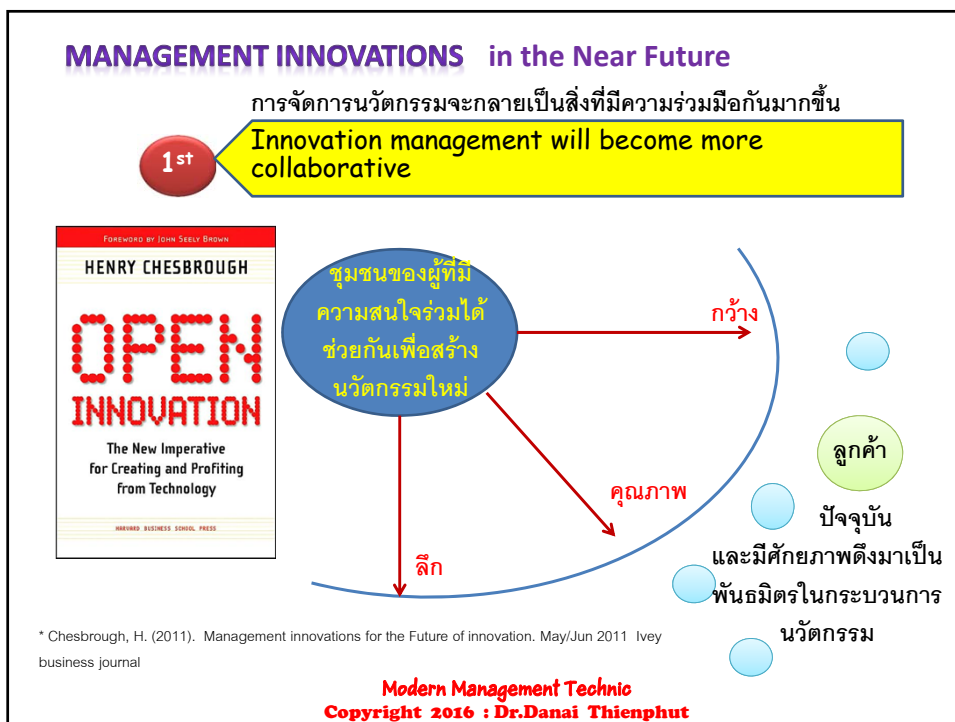 MANAGEMENT INNOVATIONS in the Near Future
การจัดการนวัตกรรมจะกลายเป็นสิ่งที่มีความร่วมมือกันมากขึ้น
1st
Innovation management will become more
collaborative
FOREWORD BY JOHN SEELY BROWN
HENRY CHESBROUGH
OPEN
INNOVATION
The New Imperative
for Creating and Profiting
from Technology
HARVARD BUSINESS SCHOOL PRESS
ชุมชนของผู้ที่มี
ความสนใจร่วมได้
ช่วยกันเพื่อสร้าง
นวัตกรรมใหม่
กว้าง
คุณภาพ
ลึก
ลูกค้า
ปัจจุบัน
และมีศักยภาพดึงมาเป็น
พันธมิตรในกระบวนการ
นวัตกรรม
* Chesbrough, H. (2011). Management innovations for the Future of innovation. May/Jun 2011 Ivey
business journal
Modern Management Technic
Copyright 2016 : Dr.Danai Thienphut